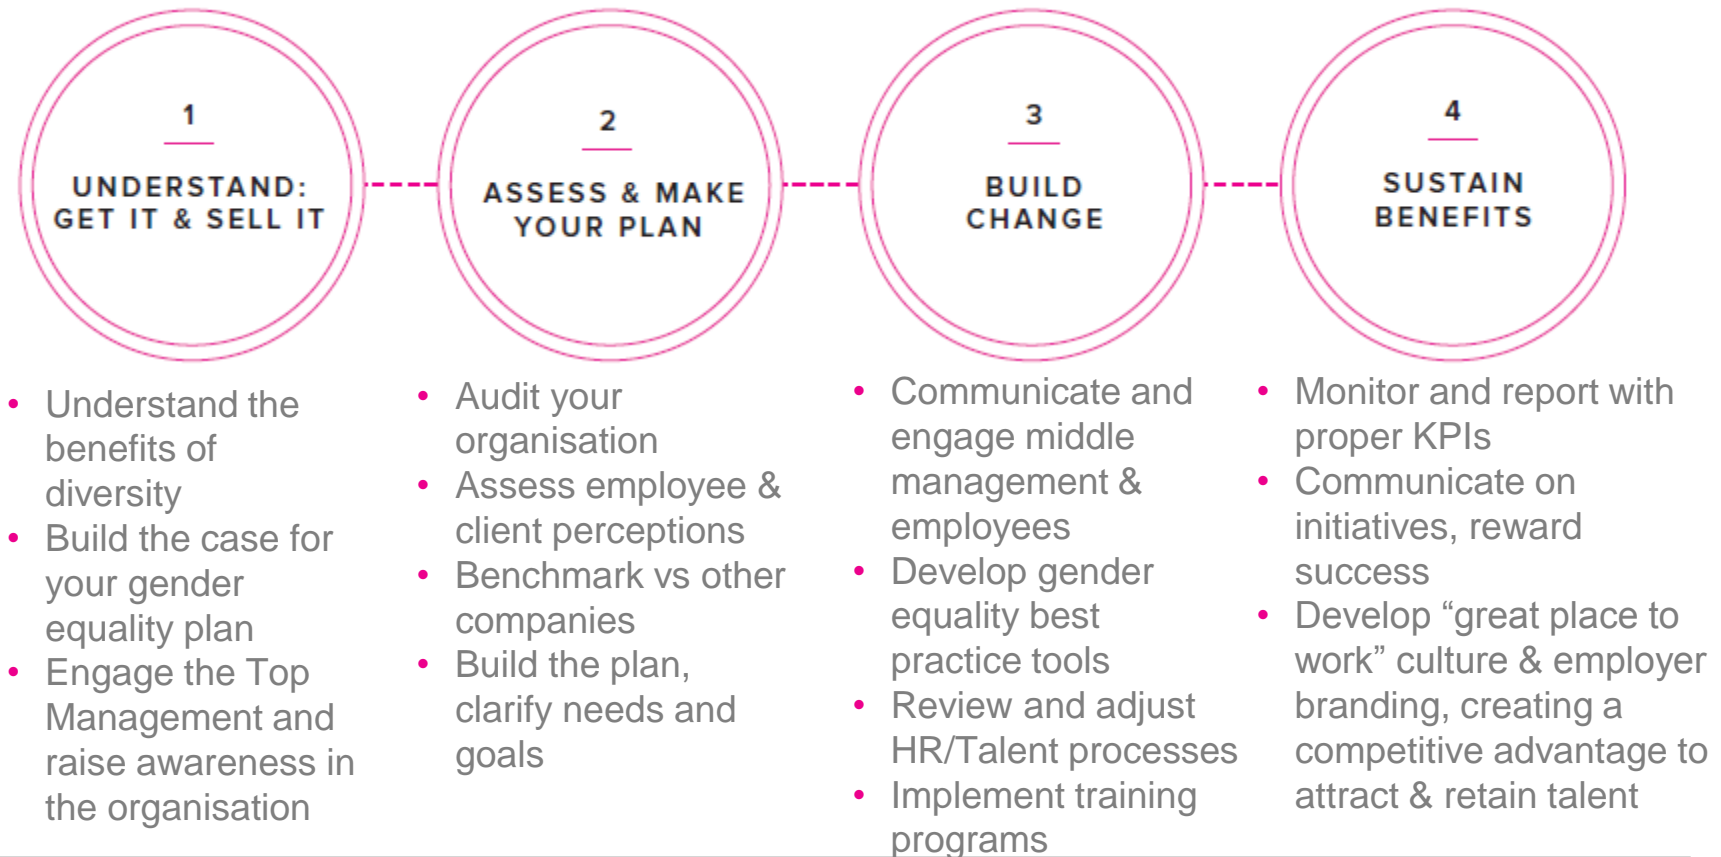 1
UNDERSTAND:
GET IT & SELL IT
2
ASSESS & MAKE
YOUR PLAN
3
BUILD
CHANGE
4
SUSTAIN
BENEFITS
• Understand the
benefits of
diversity
• Build the case for
your gender
equality plan
• Engage the Top
Management and
raise awareness in
the organisation
• Audit your
organisation
• Assess employee &
client perceptions
• Benchmark vs other
companies
• Build the plan,
clarify needs and
goals
• Communicate and
engage middle
management &
employees
• Develop gender
equality best
practice tools
• Review and adjust
HR/Talent processes
• Implement training
programs
• Monitor and report with
proper KPIs
• Communicate on
initiatives, reward
success
• Develop “great place to
work” culture & employer
branding, creating a
competitive advantage to
attract & retain talent